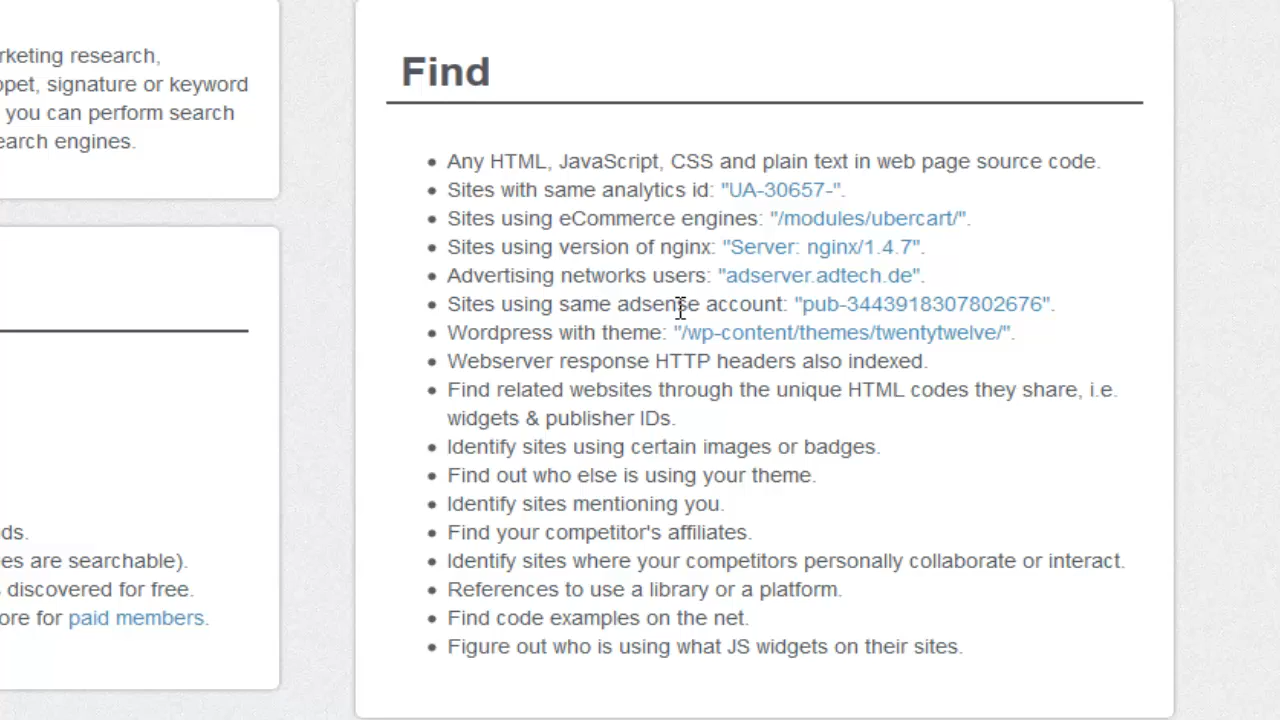 rketing research,
ppet, signature or keyword
you can perform search
earch engines.
ds.
es are searchable).
discovered for free.
ore for paid members.
Find
Any HTML, JavaScript, CSS and plain text in web page source code.
Sites with same analytics id: "UA-30657-".
Sites using eCommerce engines: "/modules/ubercart/".
Sites using version of nginx: "Server: nginx/1.4.7".
Advertising networks users: "adserver.adtech.de".
Sites using same adsense account: "pub-3443918307802676".
Wordpress with theme: "/wp-content/themes/twentytwelve/".
Webserver response HTTP headers also indexed.
Find related websites through the unique HTML codes they share, i.e.
widgets & publisher IDs.
Identify sites using certain images or badges.
Find out who else is using your theme.
Identify sites mentioning you.
Find your competitor's affiliates.
Identify sites where your competitors personally collaborate or interact.
References to use a library or a platform.
Find code examples on the net.
Figure out who is using what JS widgets on their sites.